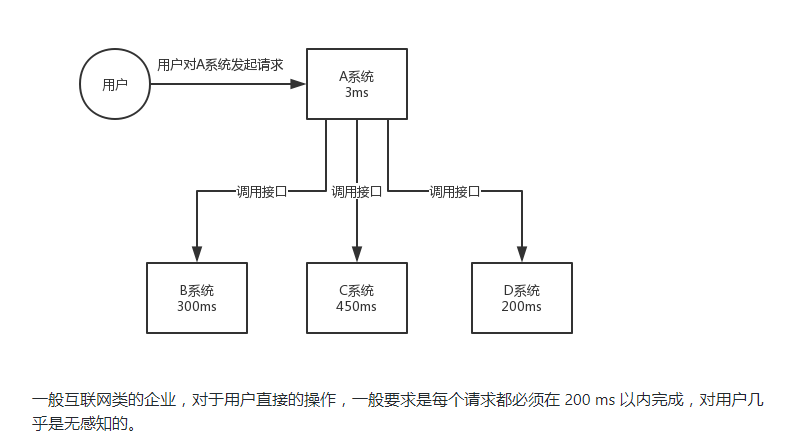 用户对A系统发起请求
用户
A系统
3ms
调用接口
调用接口
调用接口
B系统
300ms
C系统
450ms
D系统
200ms
一般互联网类的企业，对于用户直接的操作，一般要求是每个请求都必须在 200 ms 以内完成，对用户几
乎是无感知的。